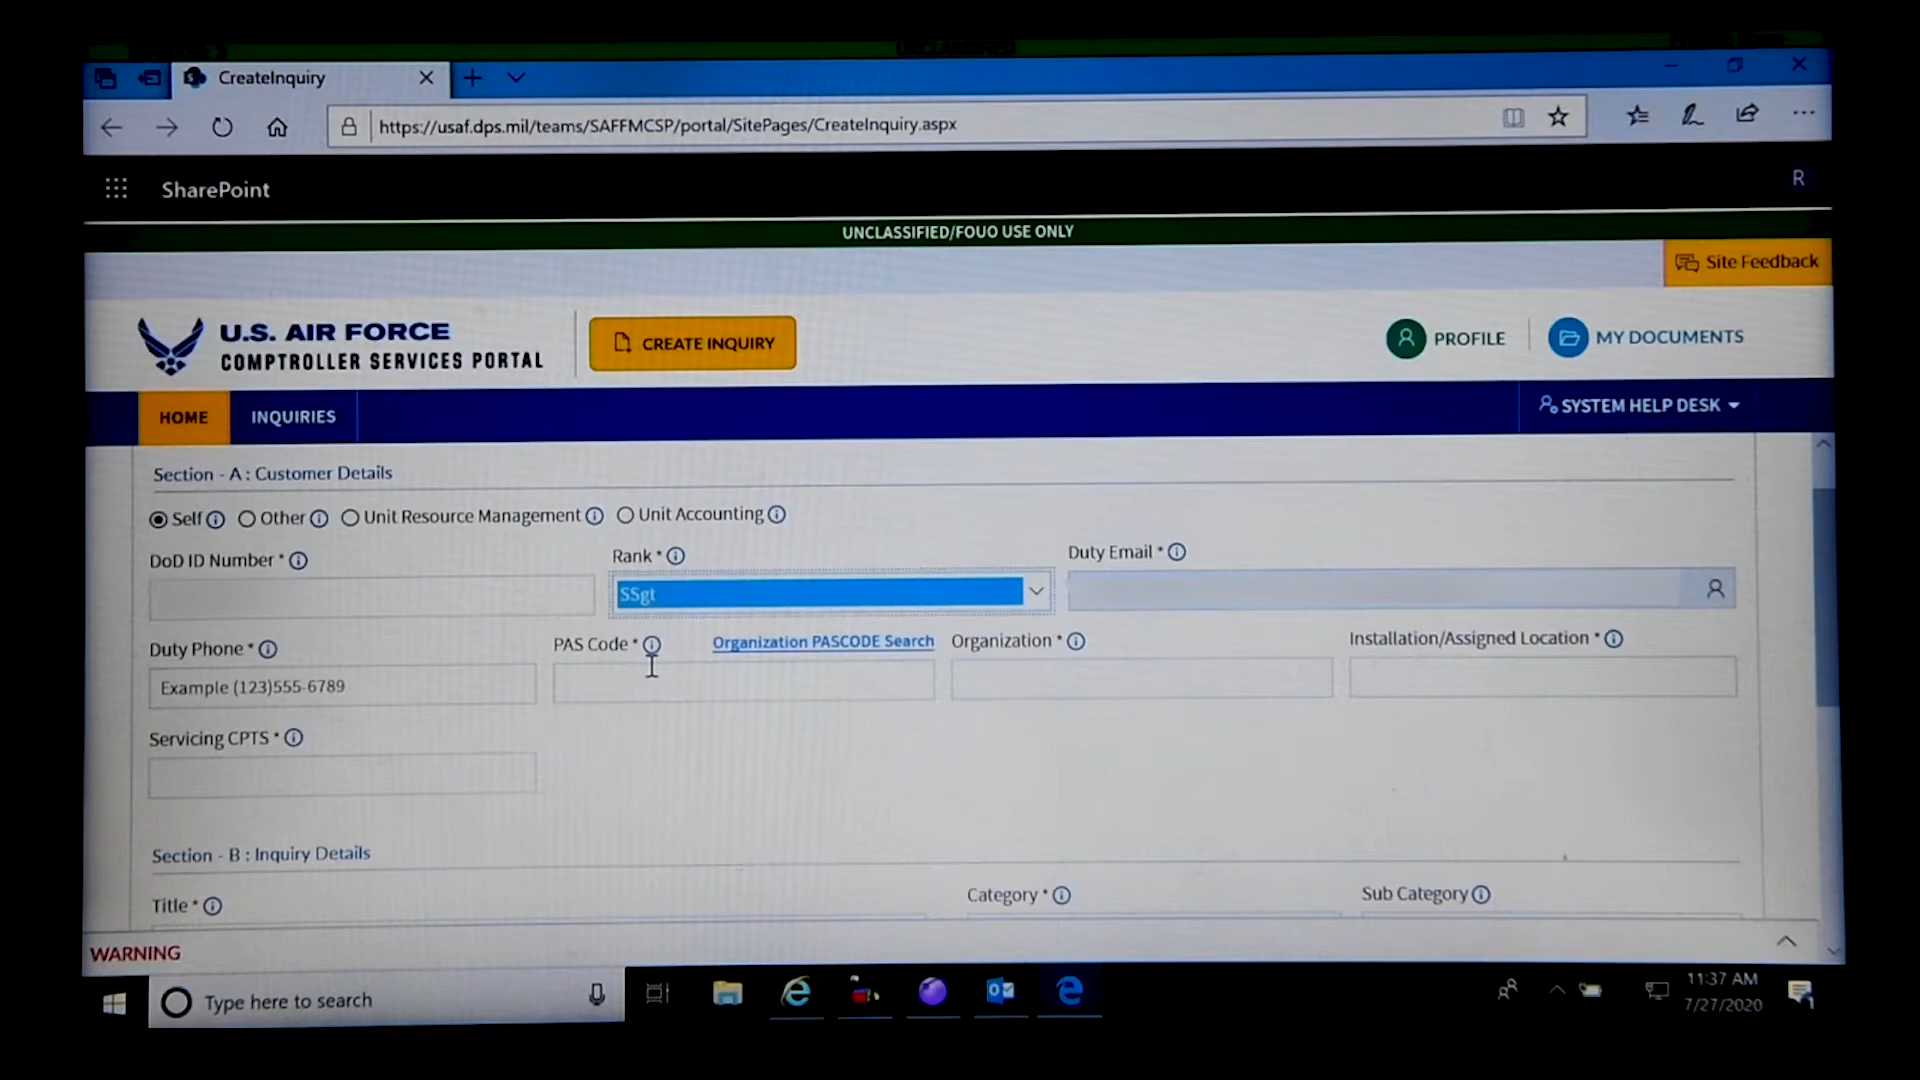 CreateInquiry
https://usaf.dps.mil/teams/SAFFMCSP/portal/SitePages/CreateInquiry.aspx
SharePoint
R
UNCLASSIFIED/FOUO USE ONLY
Site Feedback
U.S. AIR FORCE
COMPTROLLER SERVICES PORTAL
CREATE INQUIRY
PROFILE
MY DOCUMENTS
HOME
INQUIRIES
SYSTEM HELP DESK
Section - A : Customer Details
Self Other Unit Resource Management Unit Accounting
DoD ID Number *
Rank *
Duty Email *
SSgt
Duty Phone *
PAS Code *
Organization PASCODE Search
Organization *
Installation/Assigned Location *
Example (123)555-6789
Servicing CPTS *
Section - B : Inquiry Details
Title *
Category *
Sub Category
WARNING
Type here to search
11:37 AM
7/27/2020